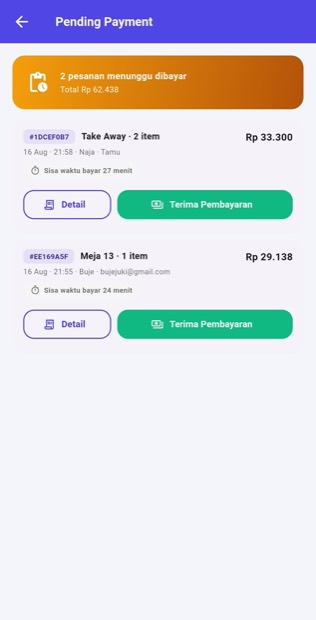 Pending Payment
2 pesanan menunggu dibayar
Total Rp 62.438
#1DCEF0B7 Take Away · 2 item Rp 33.300
16 Aug · 21:58 · Naja · Tamu
Sisa waktu bayar 27 menit
Detail Terima Pembayaran
#EE169A5F Meja 13 · 1 item Rp 29.138
16 Aug · 21:55 · Buje · bujejuki@gmail.com
Sisa waktu bayar 24 menit
Detail Terima Pembayaran